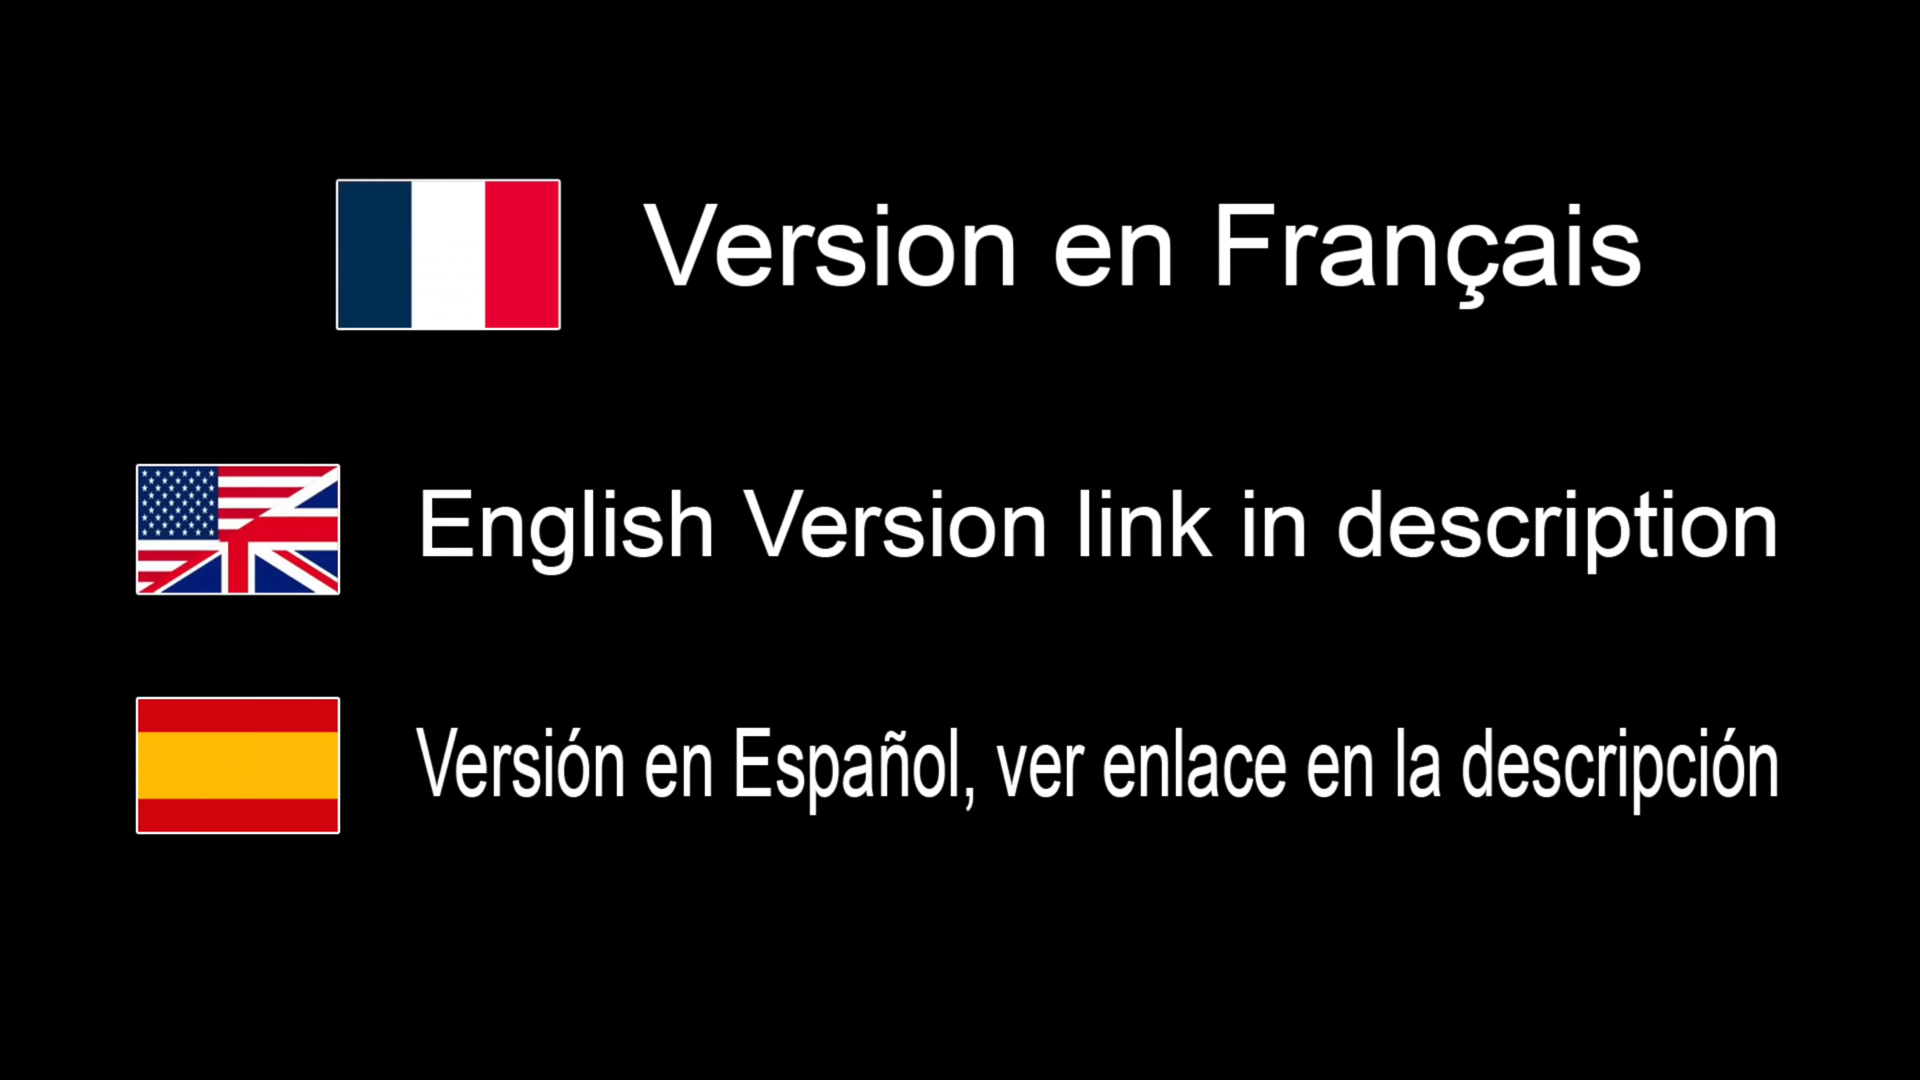 Version en Français
English Version link in description
Versión en Español, ver enlace en la descripción